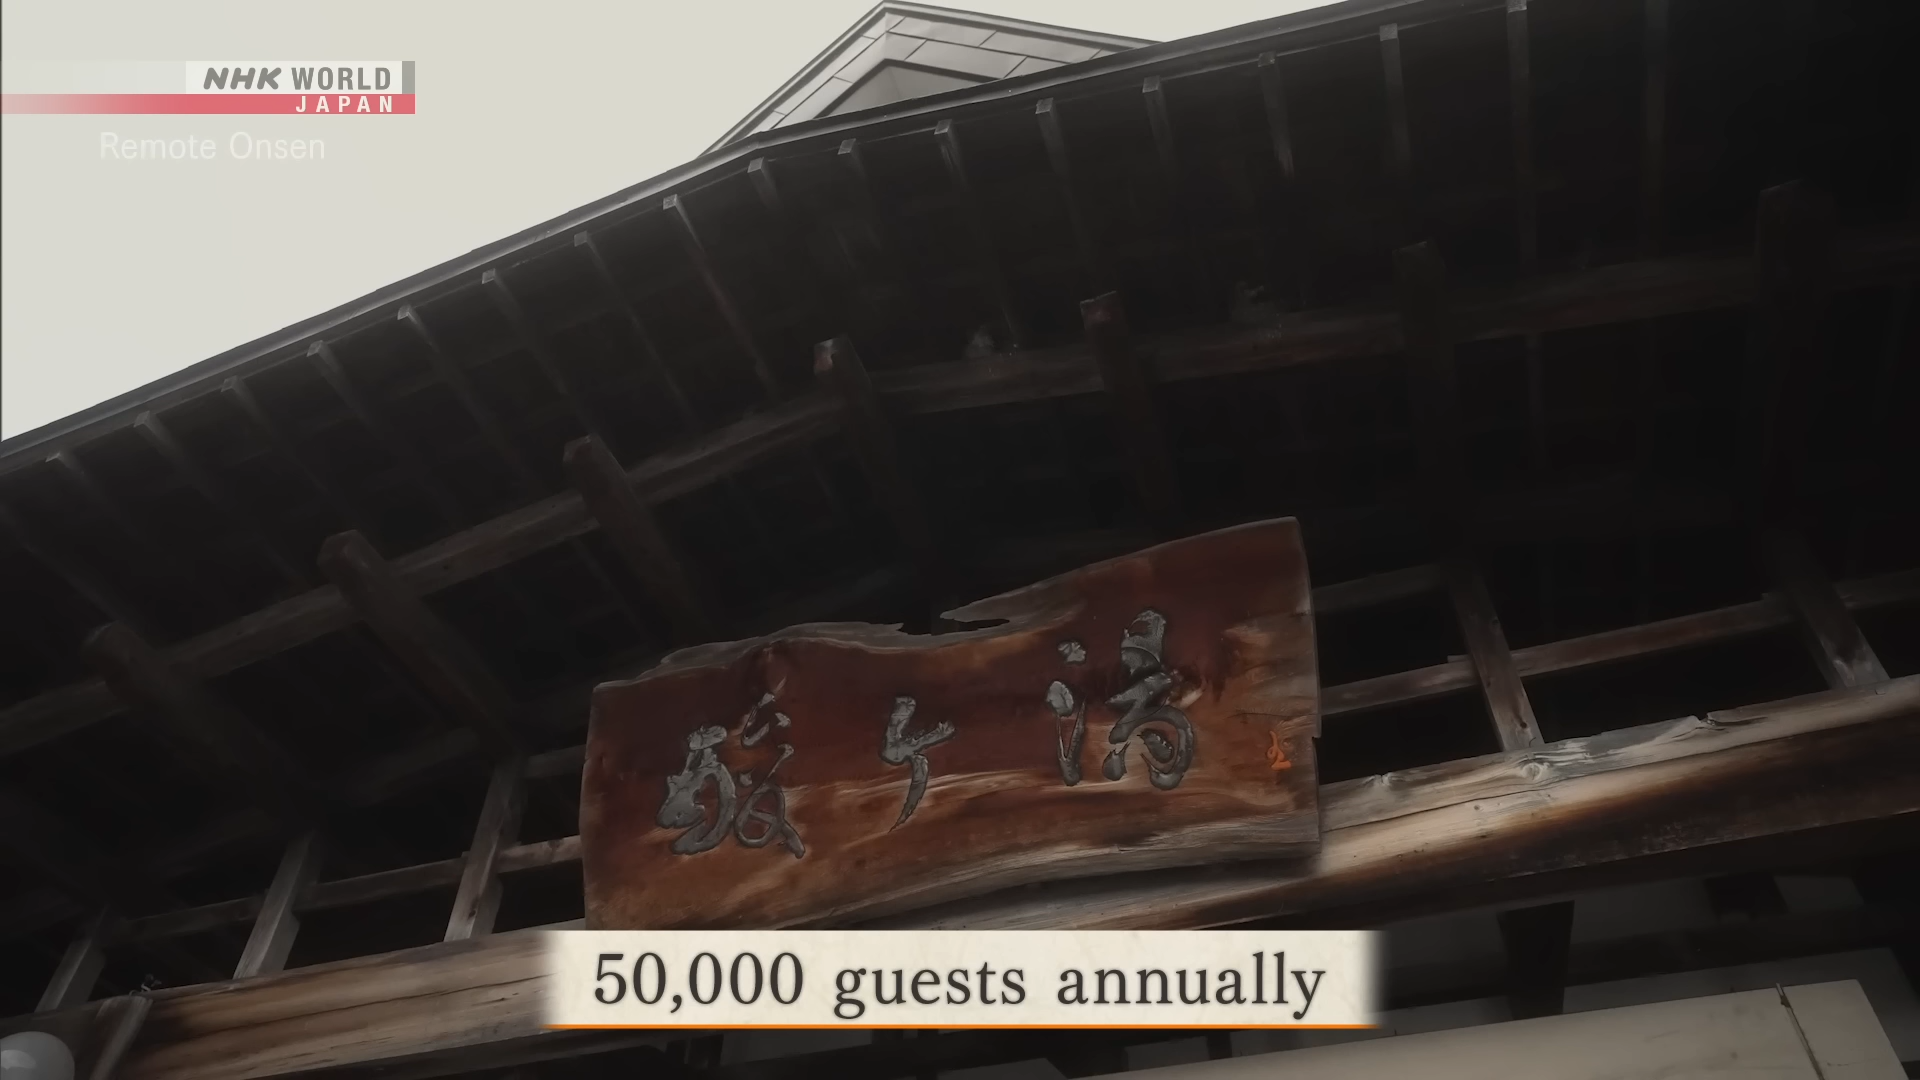 NHK WORLD
JAPAN
Remote Onsen
酸ヶ湯
50,000 guests annually